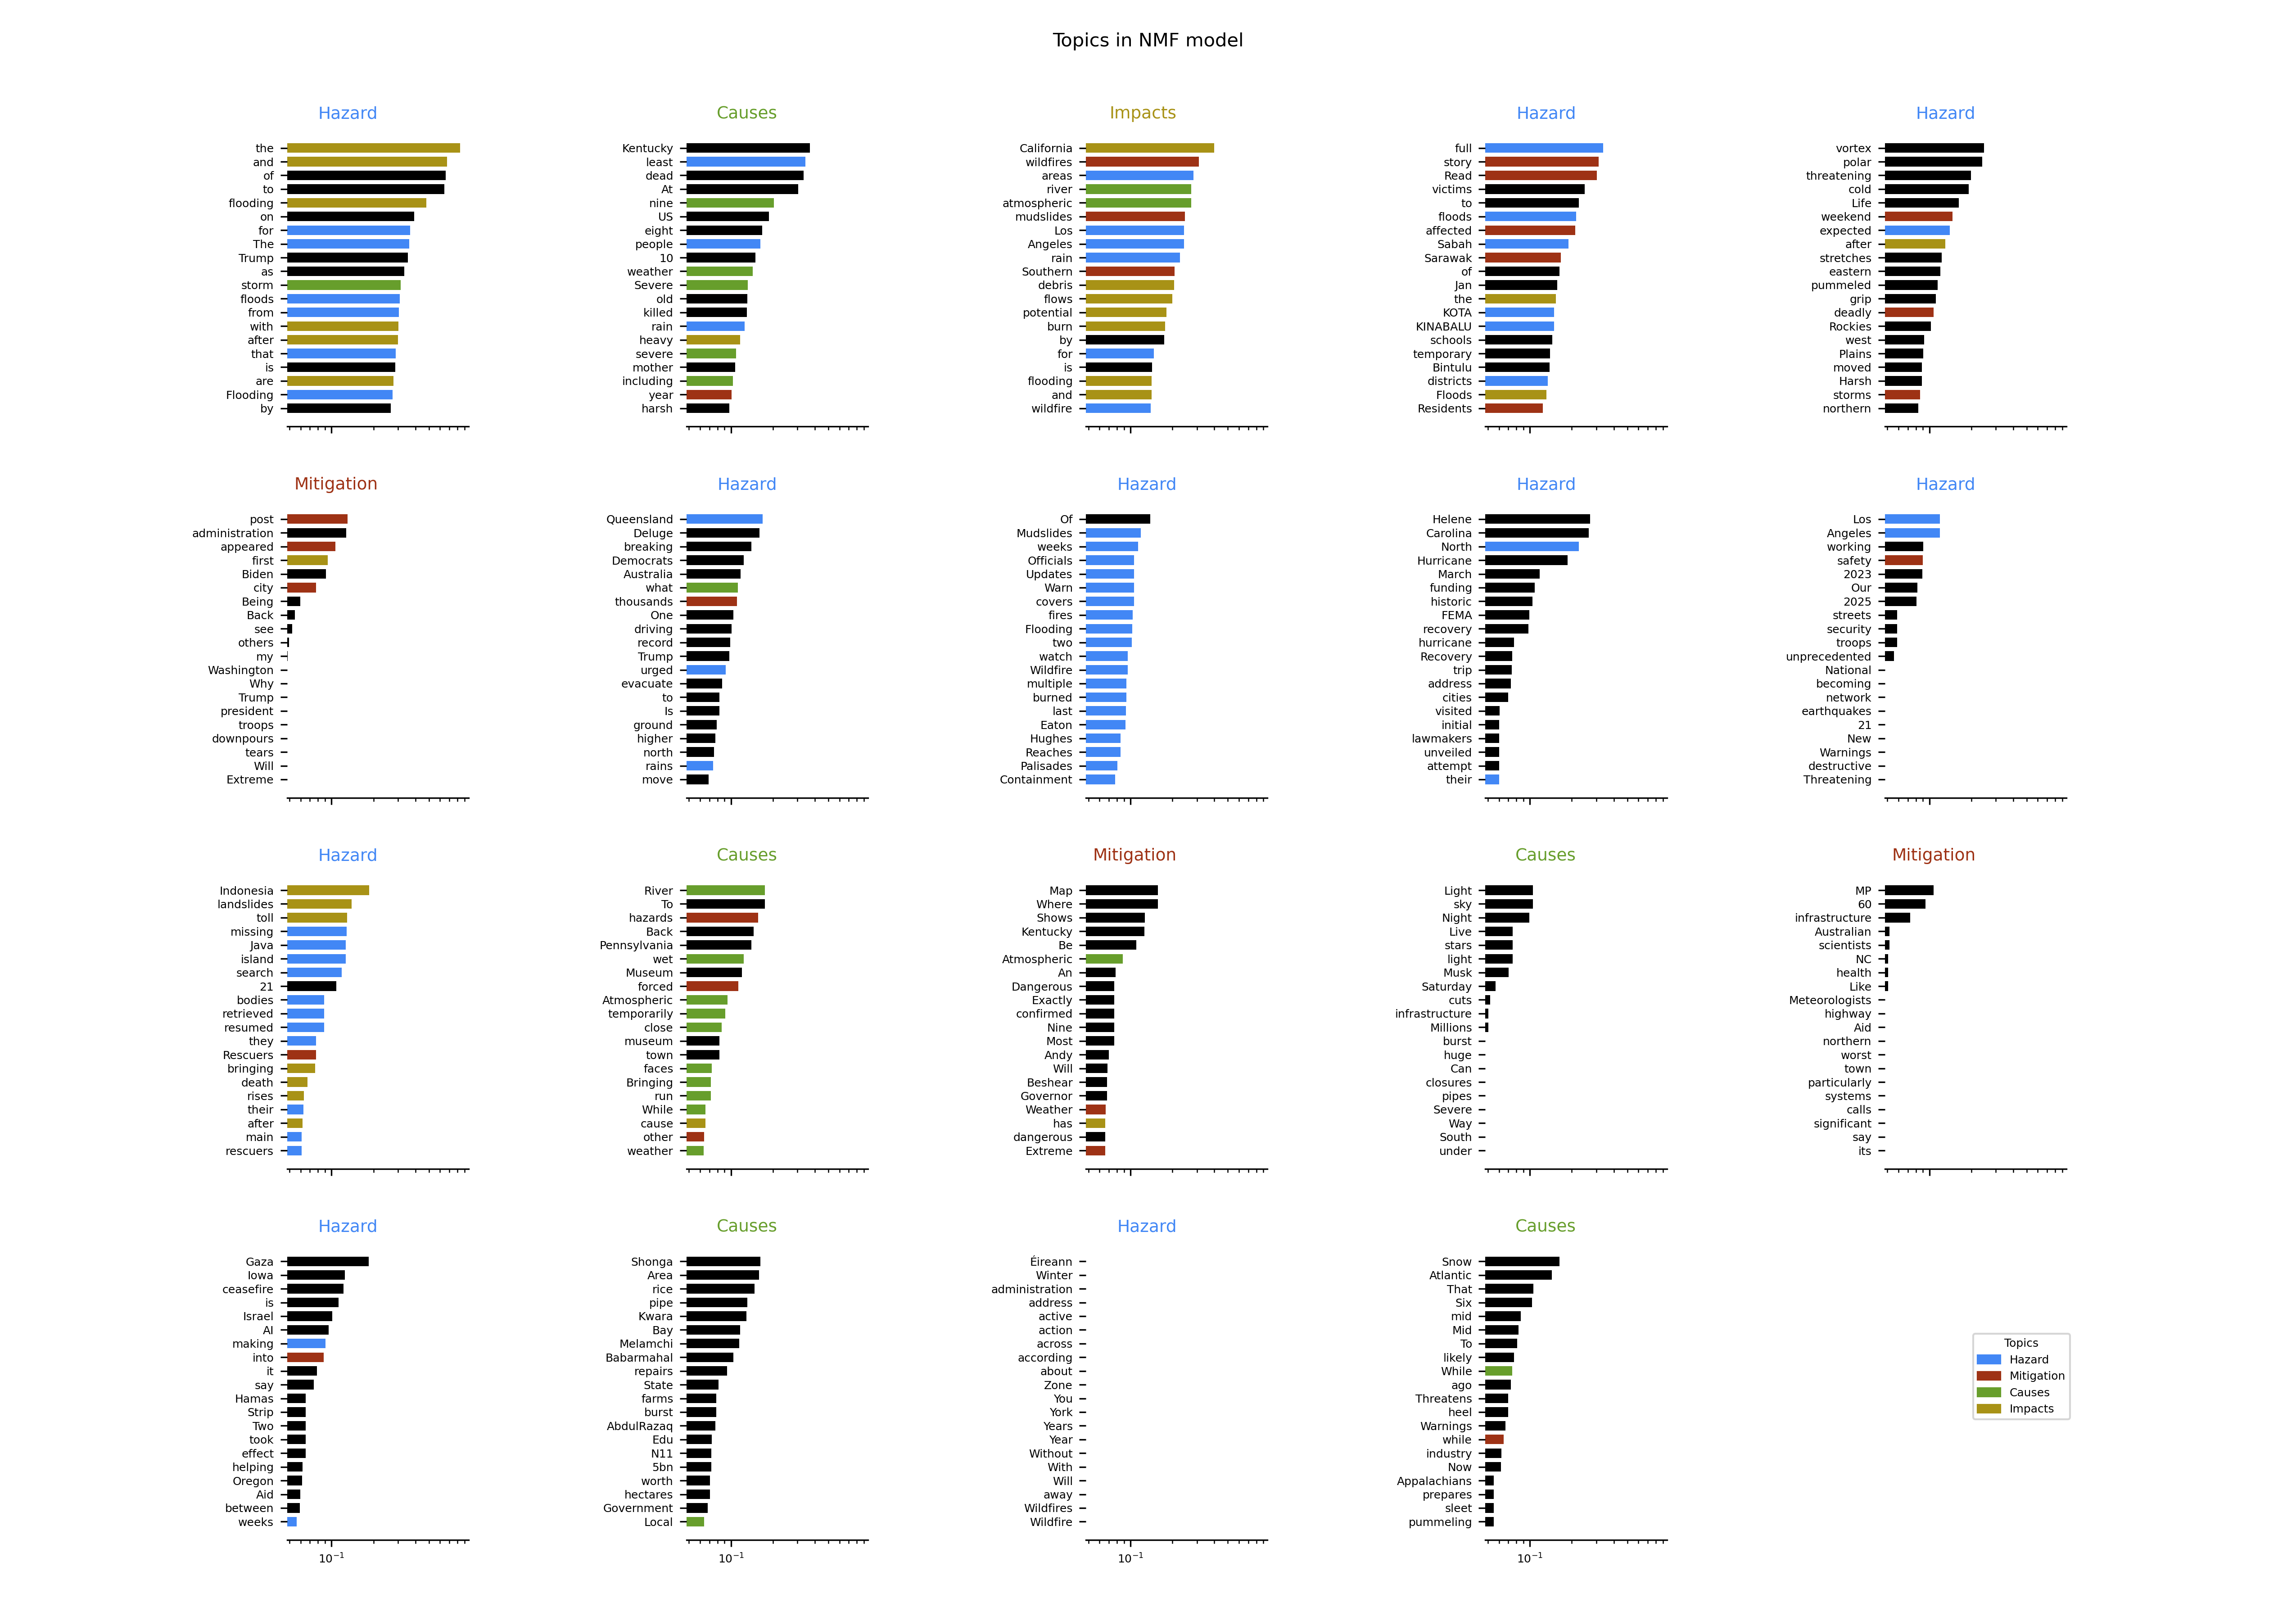 Topics in NMF model
Hazard
the
and
of
to
flooding
on
for
The
Trump
as
storm
floods
from
with
after
that
is
are
Flooding
by
Causes
Kentucky
least
dead
At
nine
US
eight
people
10
weather
Severe
old
killed
rain
heavy
severe
mother
including
year
harsh
Impacts
California
wildfires
areas
river
atmospheric
mudslides
Los
Angeles
rain
Southern
debris
flows
potential
burn
by
for
is
flooding
and
wildfire
Hazard
full
story
Read
victims
to
floods
affected
Sabah
Sarawak
of
Jan
the
KOTA
KINABALU
schools
temporary
Bintulu
districts
Floods
Residents
Hazard
vortex
polar
threatening
cold
Life
weekend
expected
after
stretches
eastern
pummeled
grip
deadly
Rockies
west
Plains
moved
Harsh
storms
northern
Mitigation
post
administration
appeared
first
Biden
city
Being
Back
see
others
my
Washington
Why
Trump
president
troops
downpours
tears
Will
Extreme
Hazard
Queensland
Deluge
breaking
Democrats
Australia
what
thousands
One
driving
record
Trump
urged
evacuate
to
Is
ground
higher
north
rains
move
Hazard
Of
Mudslides
weeks
Officials
Updates
Warn
covers
fires
Flooding
two
watch
Wildfire
multiple
burned
last
Eaton
Hughes
Reaches
Palisades
Containment
Hazard
Helene
Carolina
North
Hurricane
March
funding
historic
FEMA
recovery
hurricane
Recovery
trip
address
cities
visited
initial
lawmakers
unveiled
attempt
their
Hazard
Los
Angeles
working
safety
2023
Our
2025
streets
security
troops
unprecedented
National
becoming
network
earthquakes
21
New
Warnings
destructive
Threatening
Hazard
Indonesia
landslides
toll
missing
Java
island
search
21
bodies
retrieved
resumed
they
Rescuers
bringing
death
rises
their
after
main
rescuers
Causes
River
To
hazards
Back
Pennsylvania
wet
Museum
forced
Atmospheric
temporarily
close
museum
town
faces
Bringing
run
While
cause
other
weather
Mitigation
Map
Where
Shows
Kentucky
Be
Atmospheric
An
Dangerous
Exactly
confirmed
Nine
Most
Andy
Will
Beshear
Governor
Weather
has
dangerous
Extreme
Causes
Light
sky
Night
Live
stars
light
Musk
Saturday
cuts
infrastructure
Millions
burst
huge
Can
closures
pipes
Severe
Way
South
under
Mitigation
MP
60
infrastructure
Australian
scientists
NC
health
Like
Meteorologists
highway
Aid
northern
worst
town
particularly
systems
calls
significant
say
its
Hazard
Gaza
Iowa
ceasefire
is
Israel
AI
making
into
it
say
Hamas
Strip
Two
took
effect
helping
Oregon
Aid
between
weeks
10⁻¹
Causes
Shonga
Area
rice
pipe
Kwara
Bay
Melamchi
Babarmahal
repairs
State
farms
burst
AbdulRazaq
Edu
N11
5bn
worth
hectares
Government
Local
10⁻¹
Hazard
Éireann
Winter
administration
address
active
action
across
according
about
Zone
You
York
Years
Year
Without
With
Will
away
Wildfires
Wildfire
10⁻¹
Causes
Snow
Atlantic
That
Six
mid
Mid
To
likely
While
ago
Threatens
heel
Warnings
while
industry
Now
Appalachians
prepares
sleet
pummeling
10⁻¹
Topics
Hazard
Mitigation
Causes
Impacts